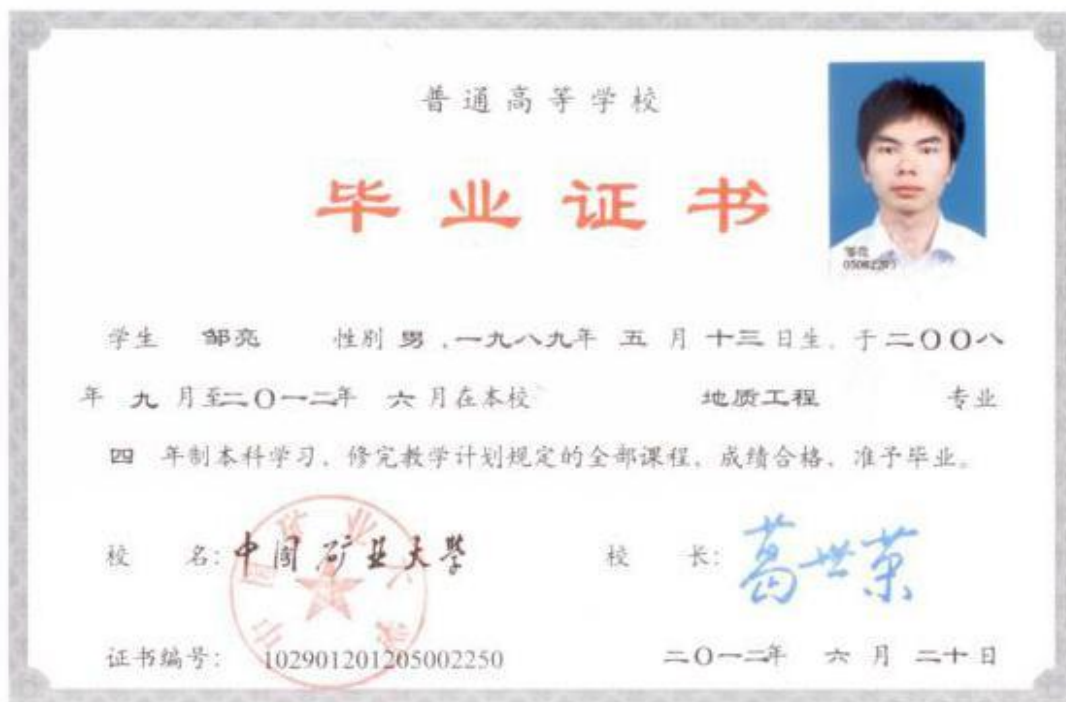 普通高等学校
毕业证书
学生 邹亮 性别 男，一九八九年 五 月 十三 日生，于二〇〇八
年 九 月至二〇一二年 六 月在本校 地质工程 专业
四 年制本科学习，修完教学计划规定的全部课程，成绩合格，准予毕业。
校 名：中国矿业大学
校 长：葛世荣
证书编号： 102901201205002250
二〇一二年 六 月 二十日